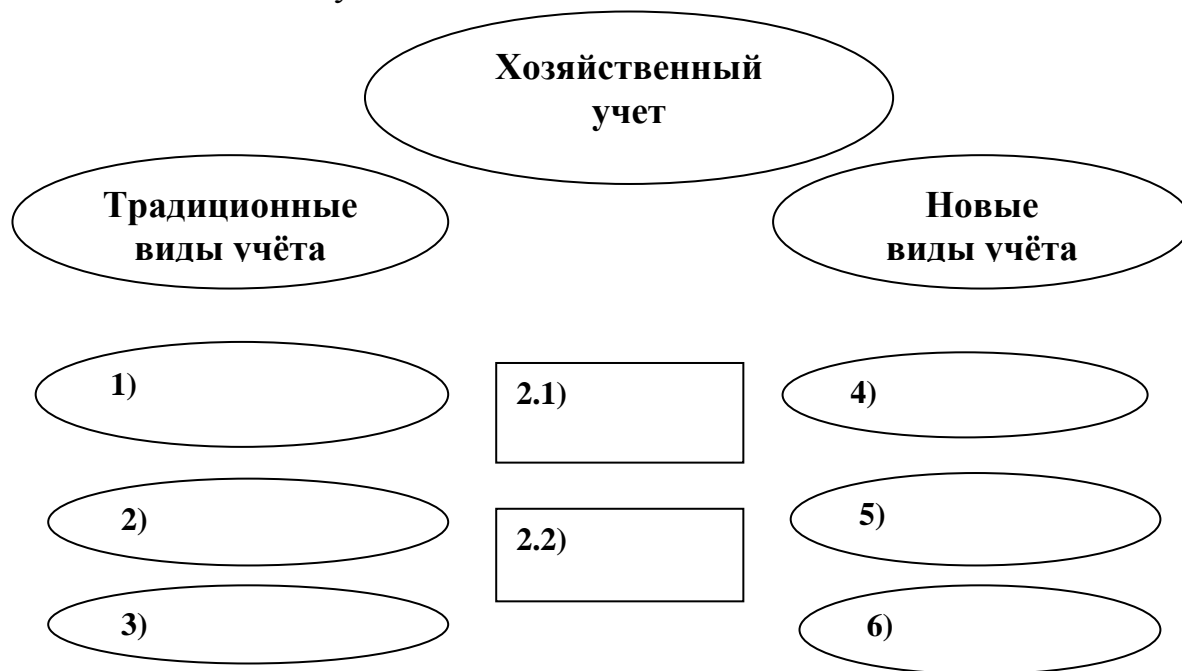 Хозяйственный
учет
Традиционные
виды учёта
Новые
виды учёта
1)
2.1)
4)
2)
2.2)
5)
3)
6)